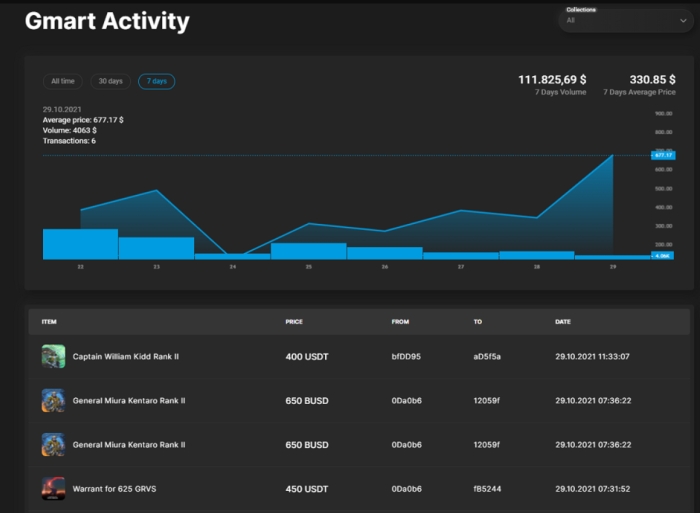 Gmart Activity
Collections
All
All time
30 days
7 days
111.825,69 $
330.85 $
7 Days Volume
7 Days Average Price
29.10.2021
Average price: 677.17 $
Volume: 4063 $
Transactions: 6
900.00
800.00
677.17
600.00
500.00
400.00
300.00
200.00
22
23
24
25
26
27
28
29
ITEM PRICE FROM TO DATE
Captain William Kidd Rank II 400 USDT bfDD95 aD5f5a 29.10.2021 11:33:07
General Miura Kentaro Rank II 650 BUSD 0Da0b6 12059f 29.10.2021 07:36:22
General Miura Kentaro Rank II 650 BUSD 0Da0b6 12059f 29.10.2021 07:36:22
Warrant for 625 GRVS 450 USDT 0Da0b6 fB5244 29.10.2021 07:31:52